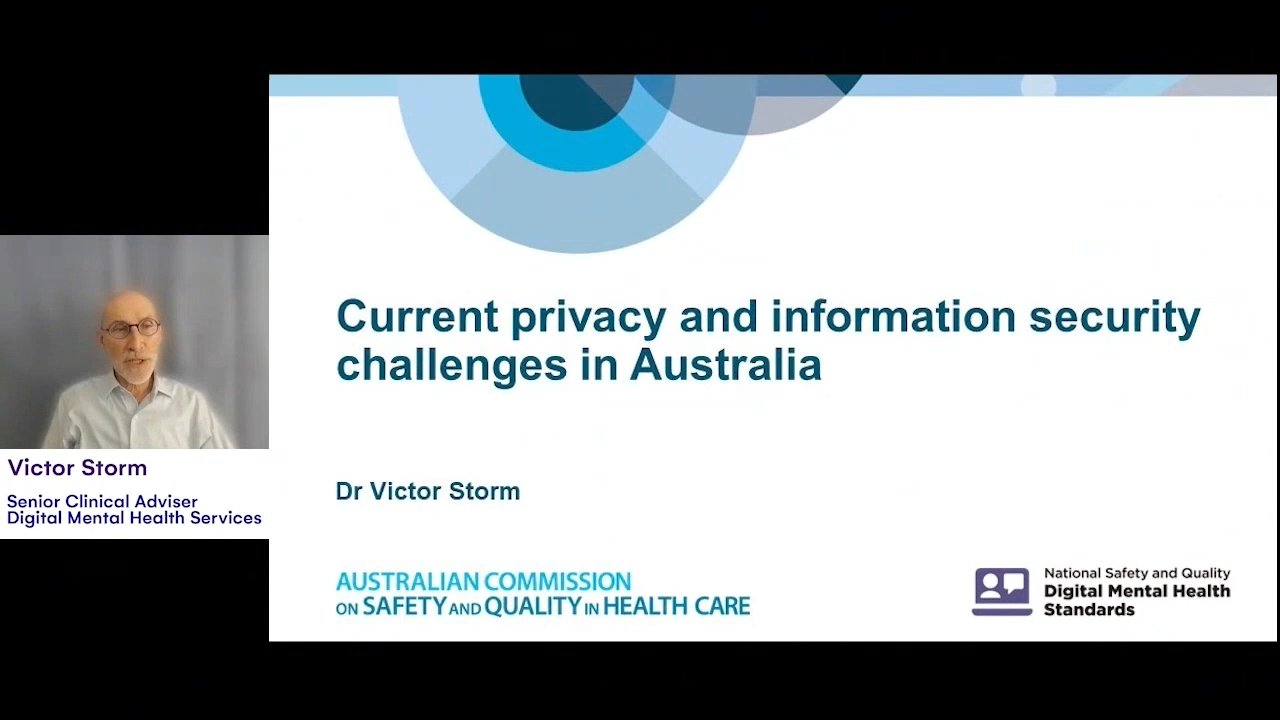 Current privacy and information security
challenges in Australia
Victor Storm
Senior Clinical Adviser
Digital Mental Health Services
Dr Victor Storm
AUSTRALIAN COMMISSION
ON SAFETY AND QUALITY IN HEALTH CARE
National Safety and Quality
Digital Mental Health
Standards